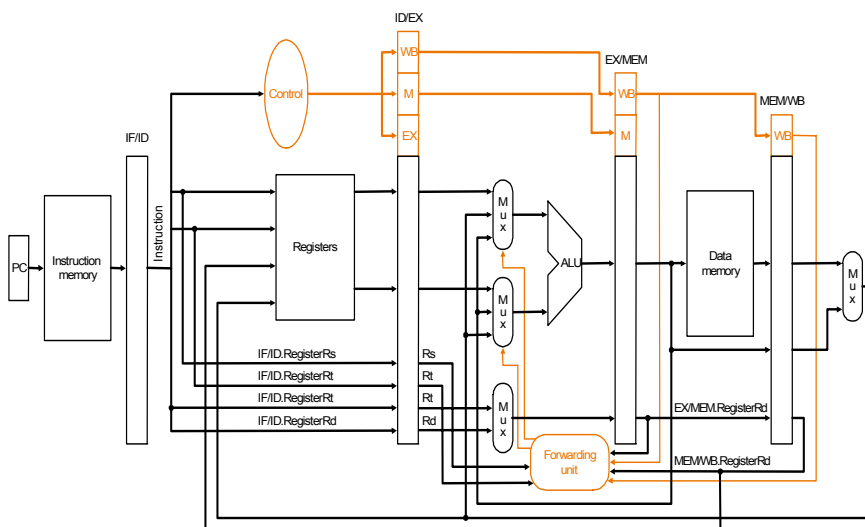 ID/EX
EX/MEM
MEM/WB
IF/ID
Control
WB
M
EX
WB
M
WB
PC
Instruction
memory
Instruction
Registers
M
u
x
M
u
x
M
u
x
ALU
Data
memory
M
u
x
IF/ID.RegisterRs
Rs
IF/ID.RegisterRt
Rt
IF/ID.RegisterRt
Rt
IF/ID.RegisterRd
Rd
EX/MEM.RegisterRd
Forwarding
unit
MEM/WB.RegisterRd